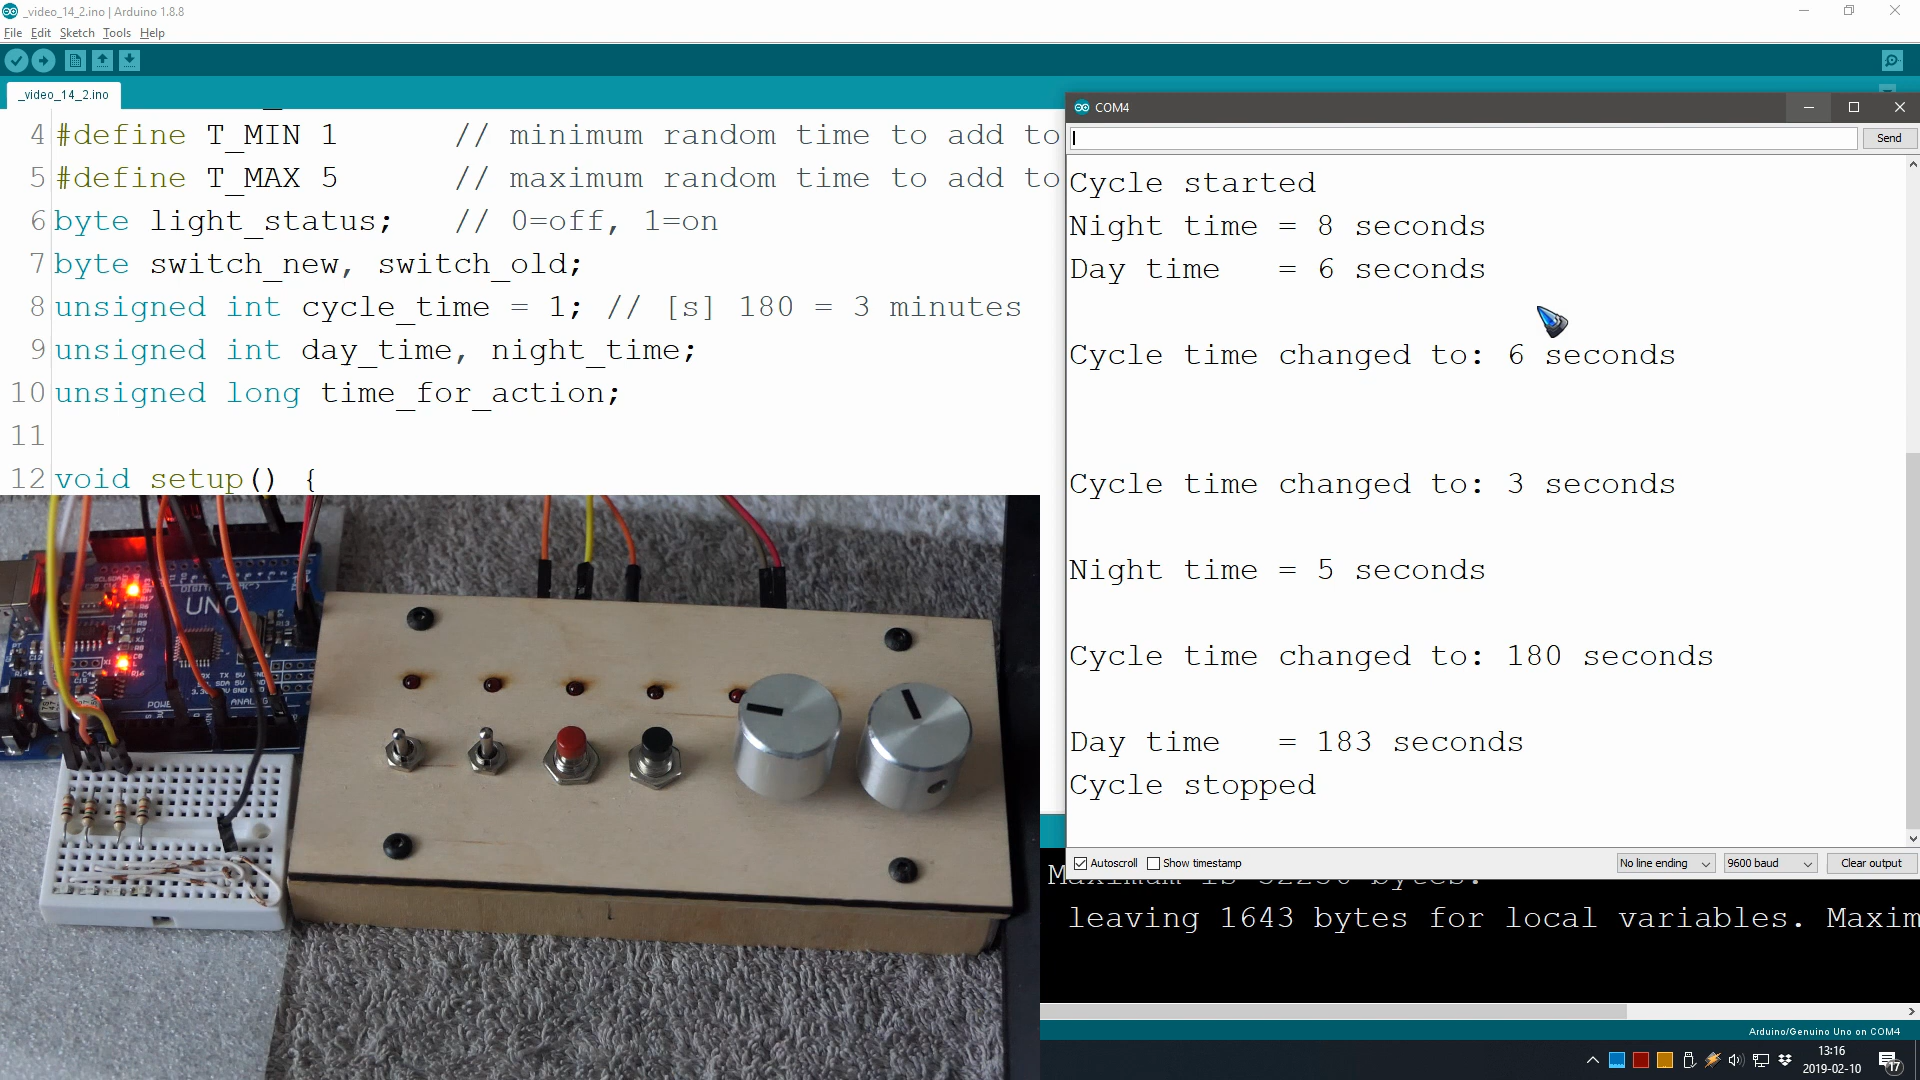 _video_14_2.ino | Arduino 1.8.8
File Edit Sketch Tools Help
_video_14_2.ino
4 #define T_MIN 1 // minimum random time to add to
5 #define T_MAX 5 // maximum random time to add to
6 byte light_status; // 0=off, 1=on
7 byte switch_new, switch_old;
8 unsigned int cycle_time = 1; // [s] 180 = 3 minutes
9 unsigned int day_time, night_time;
10 unsigned long time_for_action;
11
12 void setup() {
COM4
Send
Cycle started
Night time = 8 seconds
Day time = 6 seconds
Cycle time changed to: 6 seconds
Cycle time changed to: 3 seconds
Night time = 5 seconds
Cycle time changed to: 180 seconds
Day time = 183 seconds
Cycle stopped
Autoscroll Show timestamp No line ending 9600 baud Clear output
leaving 1643 bytes for local variables. Maxim
Arduino/Genuino Uno on COM4
13:16
2019-02-10
17
UNO